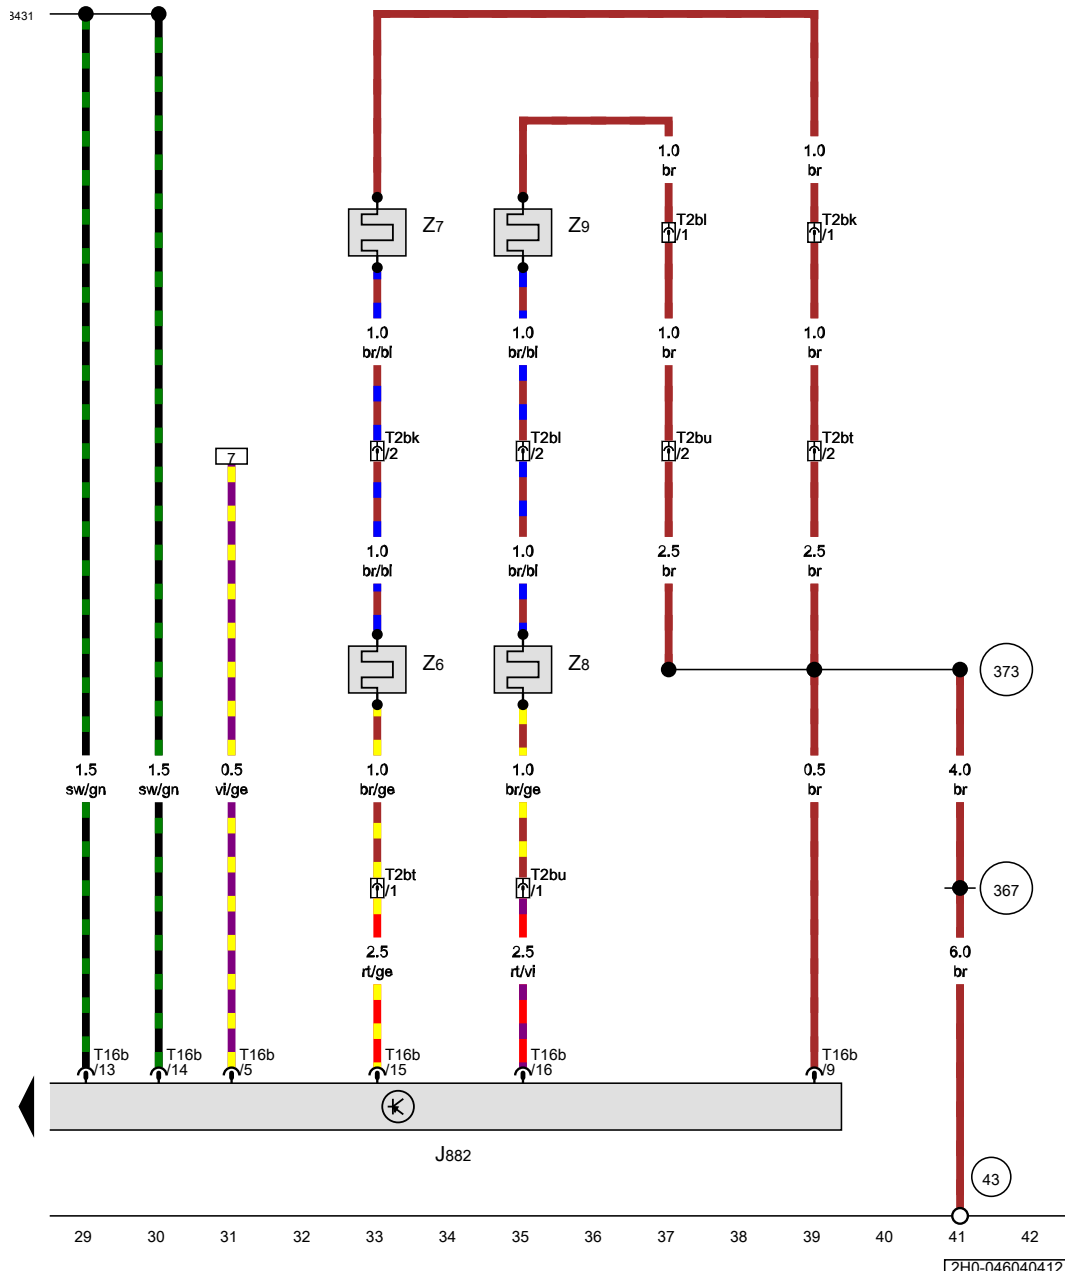 3431
1.0 1.0
br br
T2bl T2bk
/1 /1
Z7 Z9
1.0 1.0 1.0 1.0
br/bl br/bl br br
T2bk T2bl T2bu T2bt
/2 /2 /2 /2
7
1.0 1.0 2.5 2.5
br/bl br/bl br br
Z6 Z8
373
1.5 1.5 0.5 1.0 1.0 0.5 4.0
sw/gn sw/gn vi/ge br/ge br/ge br br
T2bt T2bu
/1 /1
367
2.5 2.5 6.0
rt/ge rt/vi br
T16b T16b T16b T16b T16b T16b
/13 /14 /5 /15 /16 /9
J882
43
29 30 31 32 33 34 35 36 37 38 39 40 41 42
2H0-046040412